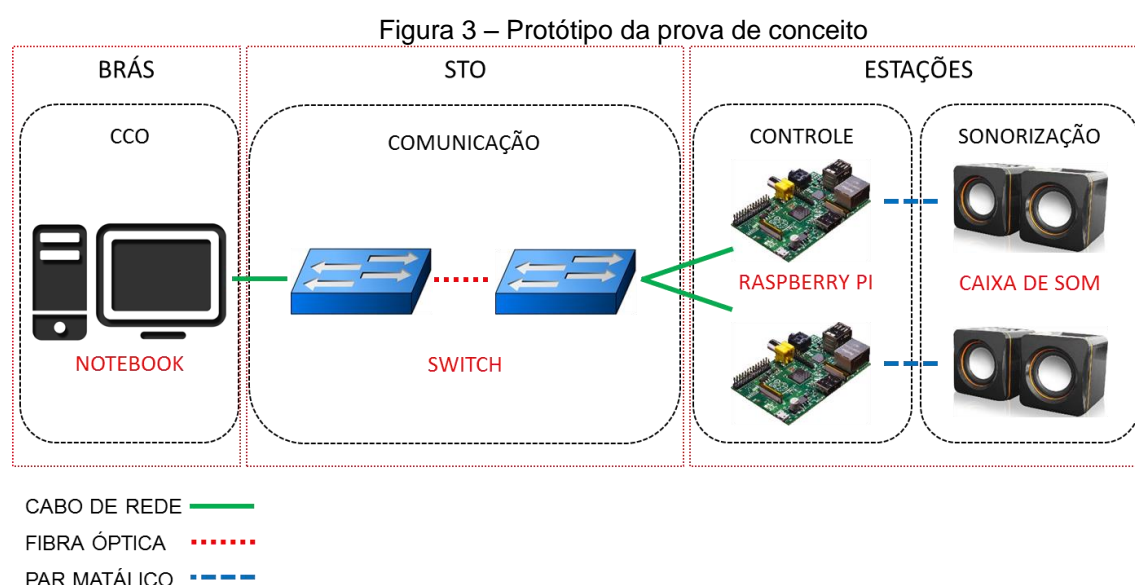 Figura 3 – Protótipo da prova de conceito
BRÁS
STO
ESTAÇÕES
CCO
COMUNICAÇÃO
CONTROLE
SONORIZAÇÃO
RASPBERRY PI
CAIXA DE SOM
NOTEBOOK
SWITCH
CABO DE REDE
FIBRA ÓPTICA
PAR MATÁLICO